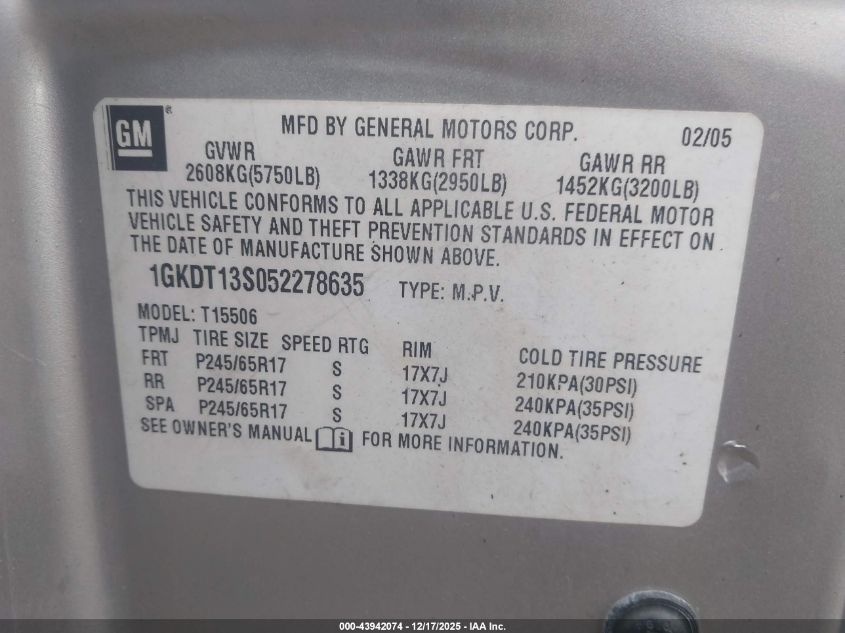 GM®
MFD BY GENERAL MOTORS CORP. 02/05
GVWR GAWR FRT GAWR RR
2608KG(5750LB) 1338KG(2950LB) 1452KG(3200LB)
THIS VEHICLE CONFORMS TO ALL APPLICABLE U.S. FEDERAL MOTOR
VEHICLE SAFETY AND THEFT PREVENTION STANDARDS IN EFFECT ON
THE DATE OF MANUFACTURE SHOWN ABOVE.
1GKDT13S052278635 TYPE: M.P.V.
MODEL: T15506
TPMJ TIRE SIZE SPEED RTG RIM COLD TIRE PRESSURE
FRT P245/65R17 S 17X7J 210KPA(30PSI)
RR P245/65R17 S 17X7J 240KPA(35PSI)
SPA P245/65R17 S 17X7J 240KPA(35PSI)
SEE OWNER'S MANUAL i FOR MORE INFORMATION.
000-43942074 - 12/17/2025 - IAA Inc.